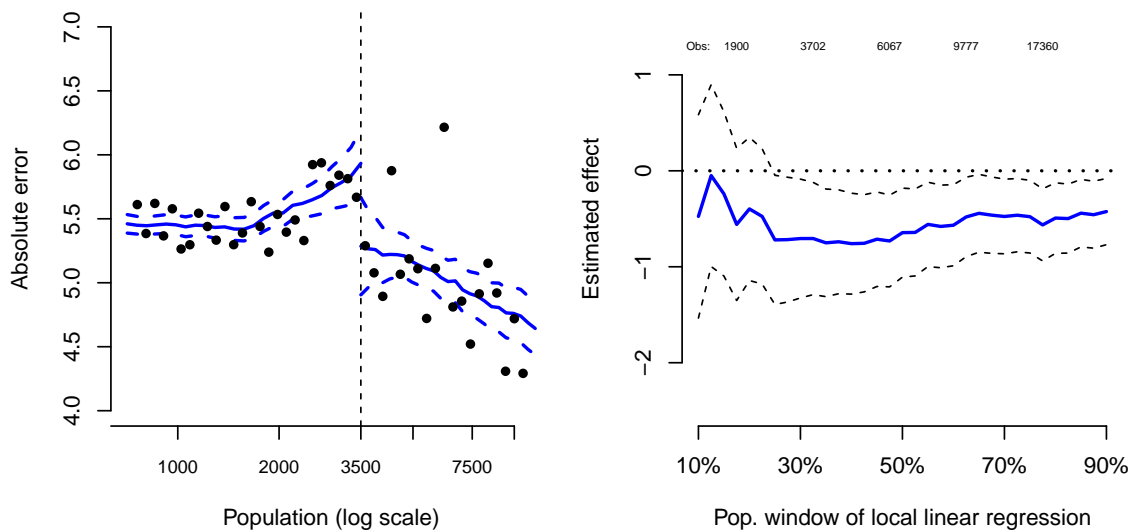 Absolute error
7.0
6.5
6.0
5.5
5.0
4.5
4.0
1000 2000 3500 7500
Population (log scale)
Obs: 1900 3702 6067 9777 17360
Estimated effect
1
0
−1
−2
10% 30% 50% 70% 90%
Pop. window of local linear regression